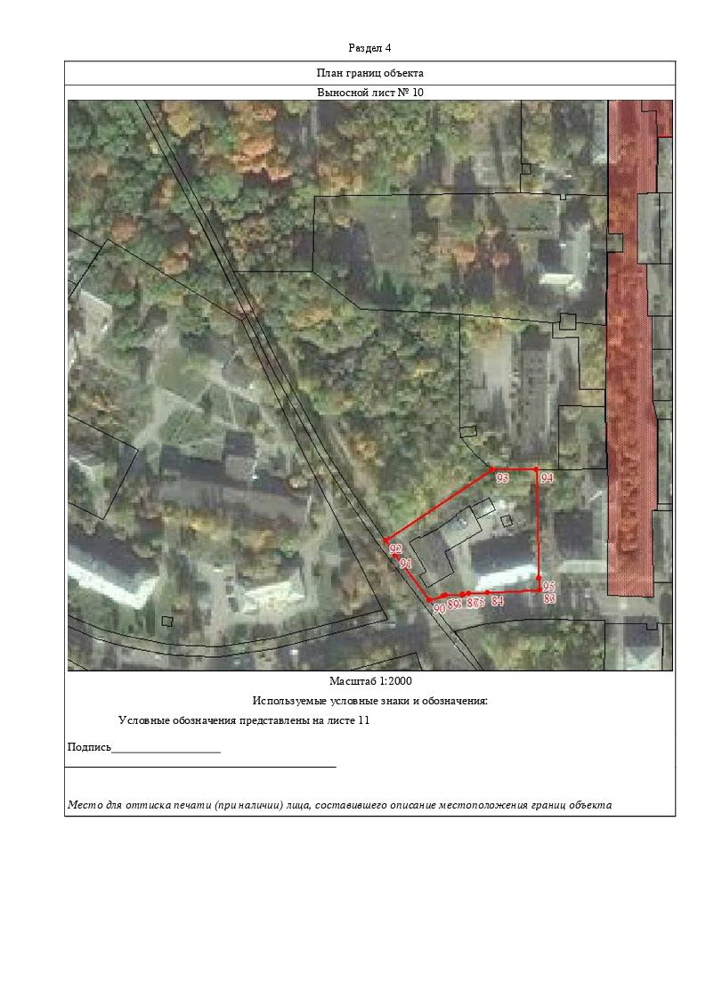 Раздел 4
План границ объекта
Выносной лист № 10
93
94
92
91
95
90
84
83
Масштаб 1:2000
Используемые условные знаки и обозначения:
Условные обозначения представлены на листе 11
Подпись
Место для оттиска печати (при наличии) лица, составившего описание местоположения границ объекта